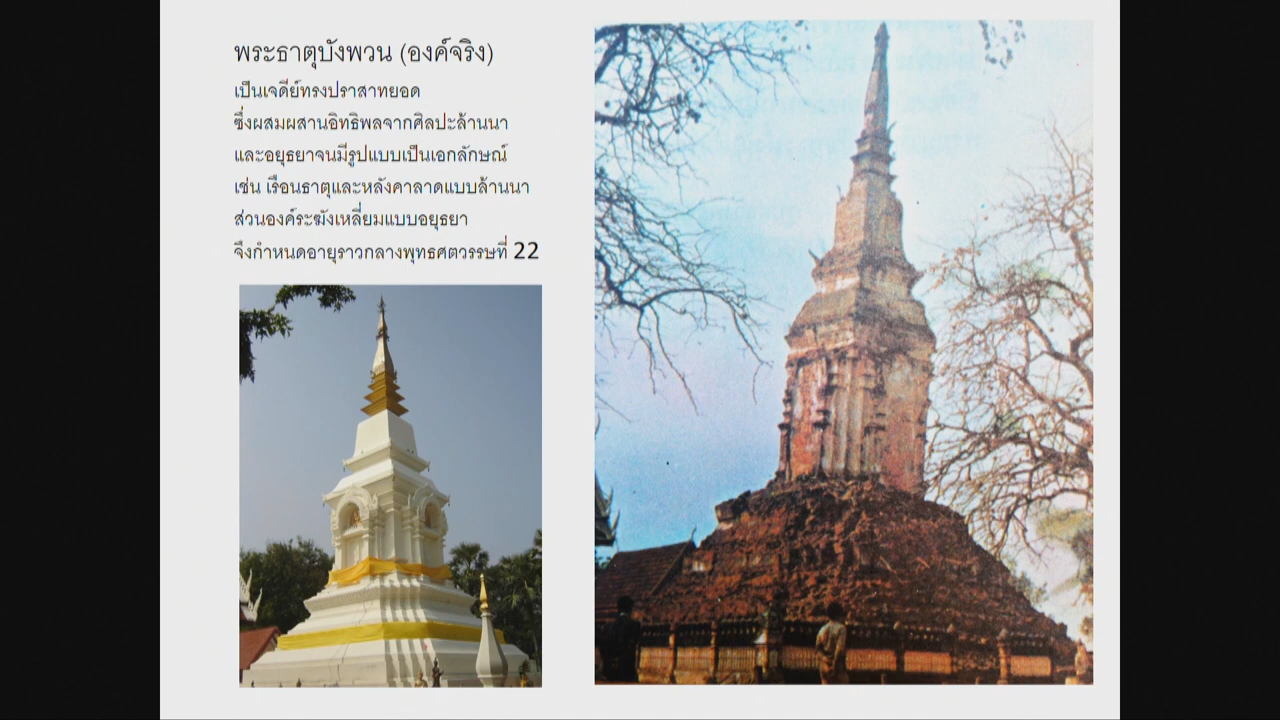 พระธาตุบังพวน (องค์จริง)
เป็นเจดีย์ทรงปราสาทยอด
ซึ่งผสมผสานอิทธิพลจากศิลปะล้านนา
และอยุธยาจนมีรูปแบบเป็นเอกลักษณ์
เช่น เรือนธาตุและหลังคาลาดแบบล้านนา
ส่วนองค์ระฆังเหลี่ยมแบบอยุธยา
จึงกำหนดอายุราวกลางพุทธศตวรรษที่ 22